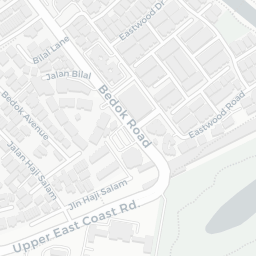 Eastwood Dr
Bilal Lane
Jalan Bilal
Bedok Road
Bedok Avenue
Eastwood Road
Jalan Haji Salam
Jln Haji Salam
Upper East Coast Rd